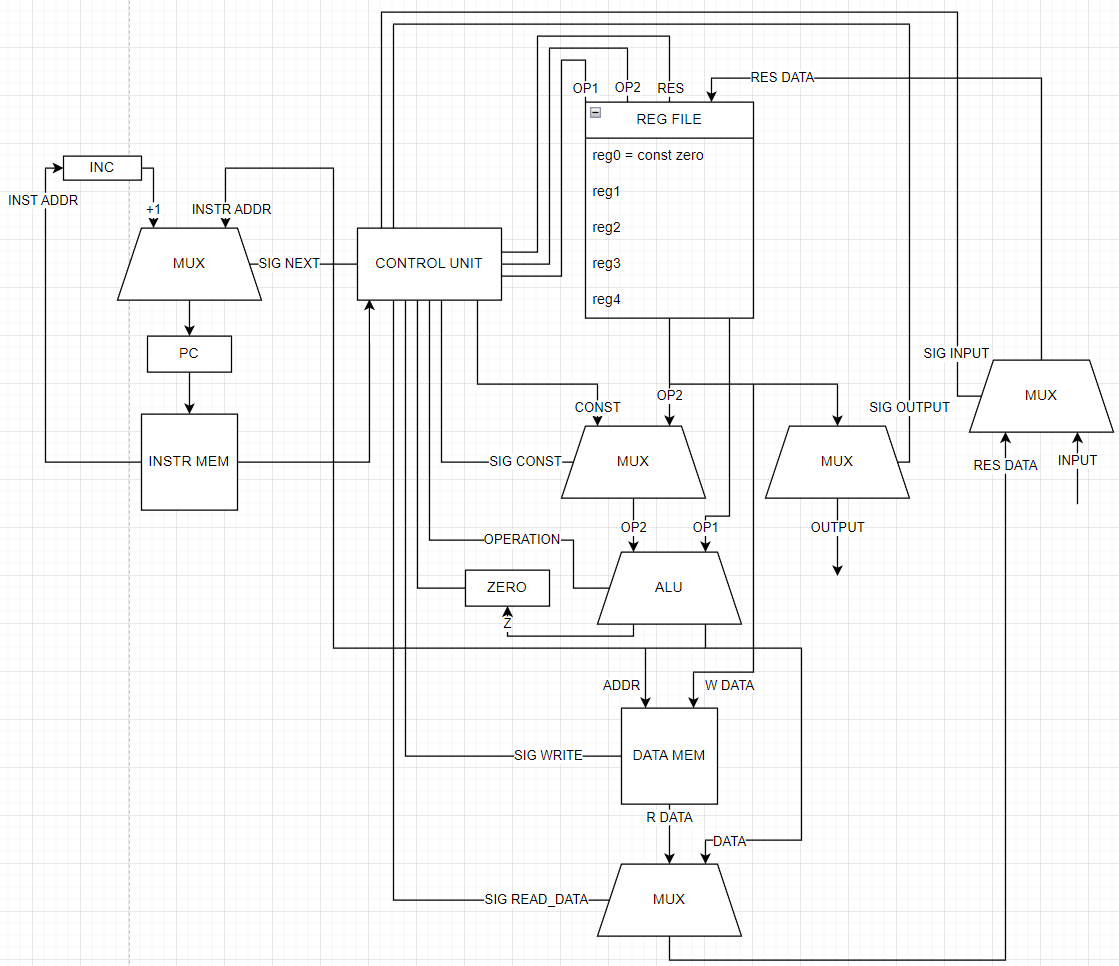 OP1
OP2
RES
RES DATA
REG FILE
reg0 = const zero
reg1
reg2
reg3
reg4
INC
INST ADDR
+1
INSTR ADDR
MUX
SIG NEXT
CONTROL UNIT
PC
INSTR MEM
SIG INPUT
MUX
CONST
OP2
SIG OUTPUT
SIG CONST
MUX
MUX
RES DATA
INPUT
OP2
OP1
OUTPUT
OPERATION
ZERO
ALU
Z
ADDR
W DATA
SIG WRITE
DATA MEM
R DATA
DATA
SIG READ_DATA
MUX